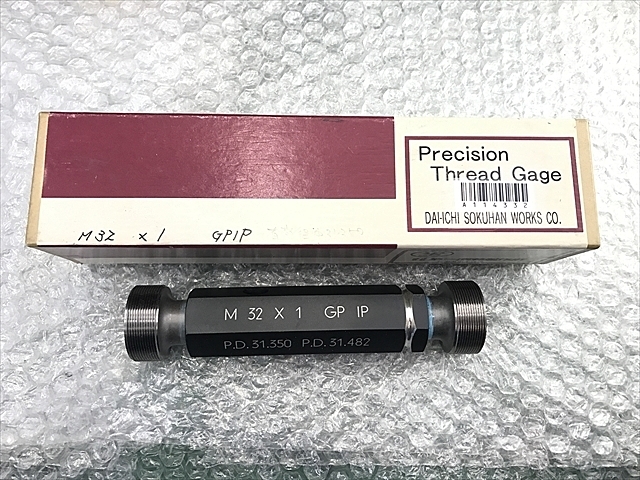 Precision
Thread Gage
A114332
DAI-ICHI SOKUHAN WORKS CO.
M32 x 1 GPIP
M 32 X 1 GP IP
P.D. 31.350 P.D. 31.482